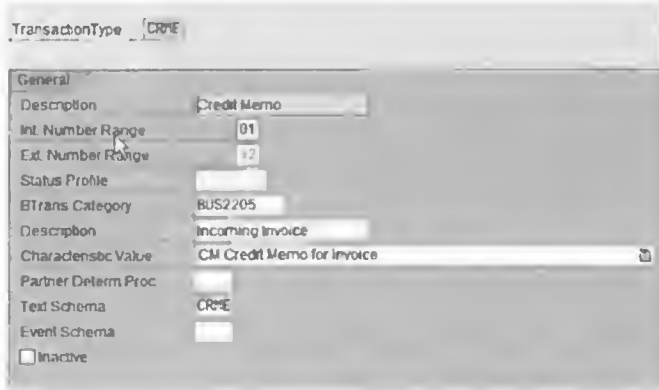 TransactionType CRME
General
Description Credit Memo
Int. Number Range 01
Ext. Number Range
Status Profile
BTrans Category BUS2205
Description Incoming Invoice
Characteristic Value CM Credit Memo for Invoice
Partner Determ Proc.
Text Schema CRME
Event Schema
Inactive